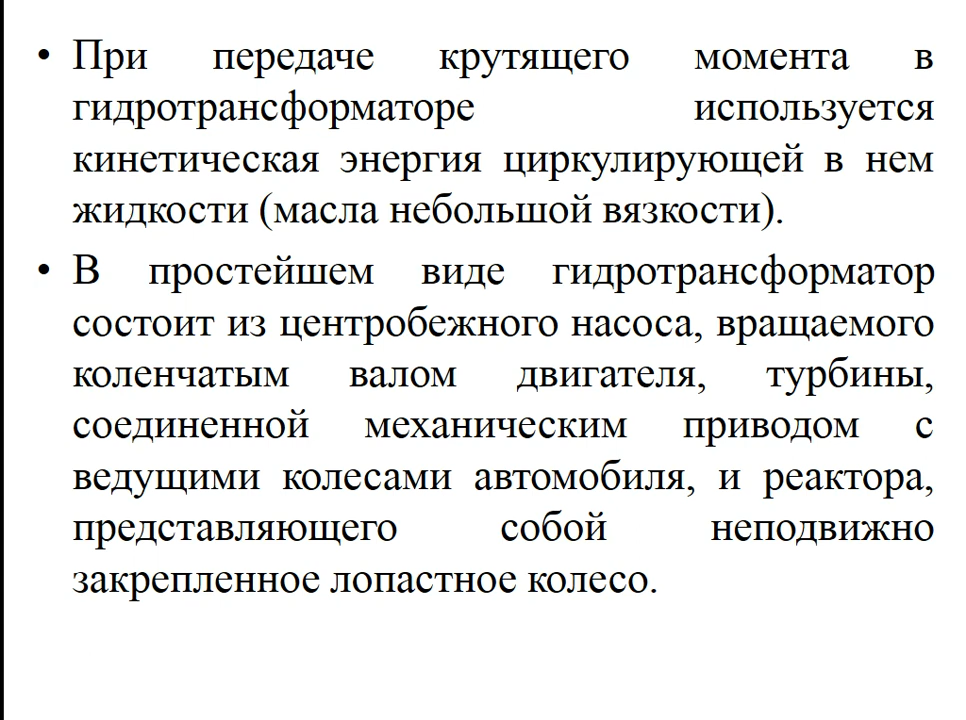 • При передаче крутящего момента в
гидротрансформаторе используется
кинетическая энергия циркулирующей в нем
жидкости (масла небольшой вязкости).
• В простейшем виде гидротрансформатор
состоит из центробежного насоса, вращаемого
коленчатым валом двигателя, турбины,
соединенной механическим приводом с
ведущими колесами автомобиля, и реактора,
представляющего собой неподвижно
закрепленное лопастное колесо.